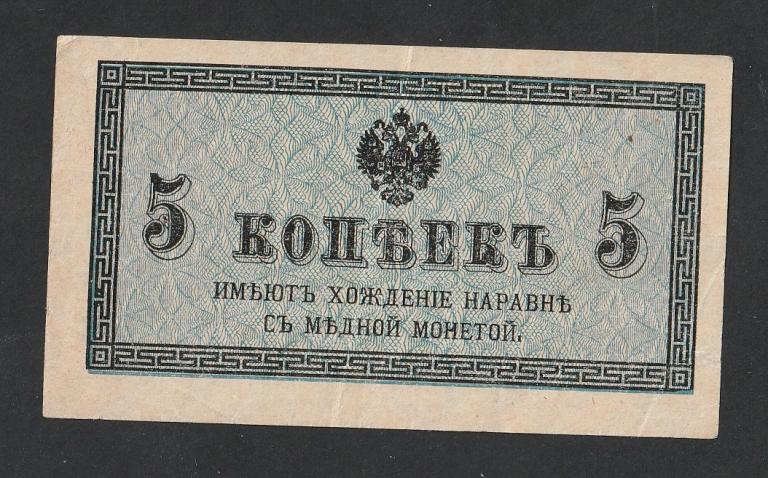 5 КОПѢЕКЪ 5
ИМѢЮТЪ ХОЖДЕНІЕ НАРАВНѢ
СЪ МѢДНОЙ МОНЕТОЙ.